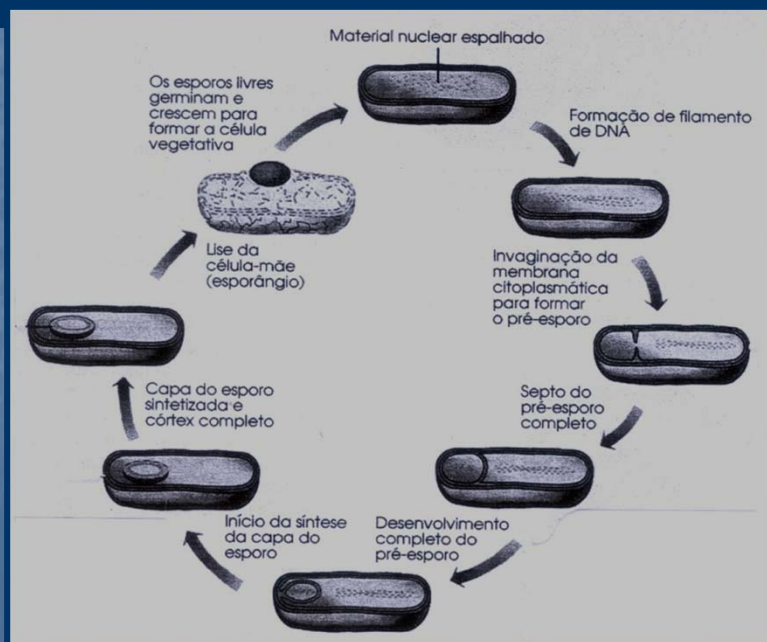 Material nuclear espalhado
Formação de filamento
de DNA
Invaginação da
membrana
citoplasmática
para formar
o pré-esporo
Septo do
pré-esporo
completo
Desenvolvimento
completo do
pré-esporo
Início da síntese
da capa do
esporo
Capa do esporo
sintetizada e
córtex completo
Lise da
célula-mãe
(esporângio)
Os esporos livres
germinam e
crescem para
formar a célula
vegetativa